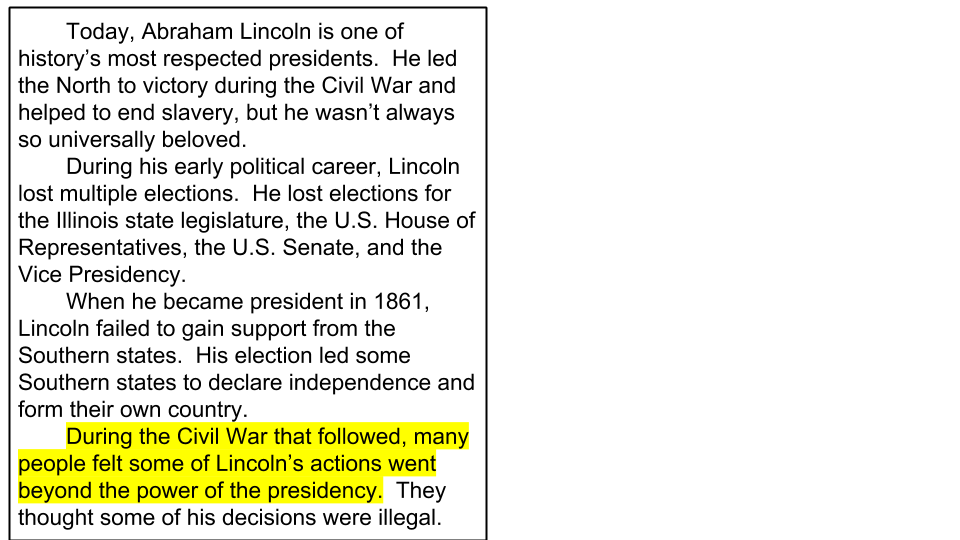 Today, Abraham Lincoln is one of
history’s most respected presidents.  He led
the North to victory during the Civil War and
helped to end slavery, but he wasn’t always
so universally beloved.
During his early political career, Lincoln
lost multiple elections.  He lost elections for
the Illinois state legislature, the U.S. House of
Representatives, the U.S. Senate, and the
Vice Presidency.
When he became president in 1861,
Lincoln failed to gain support from the
Southern states.  His election led some
Southern states to declare independence and
form their own country.
During the Civil War that followed, many
people felt some of Lincoln’s actions went
beyond the power of the presidency.  They
thought some of his decisions were illegal.